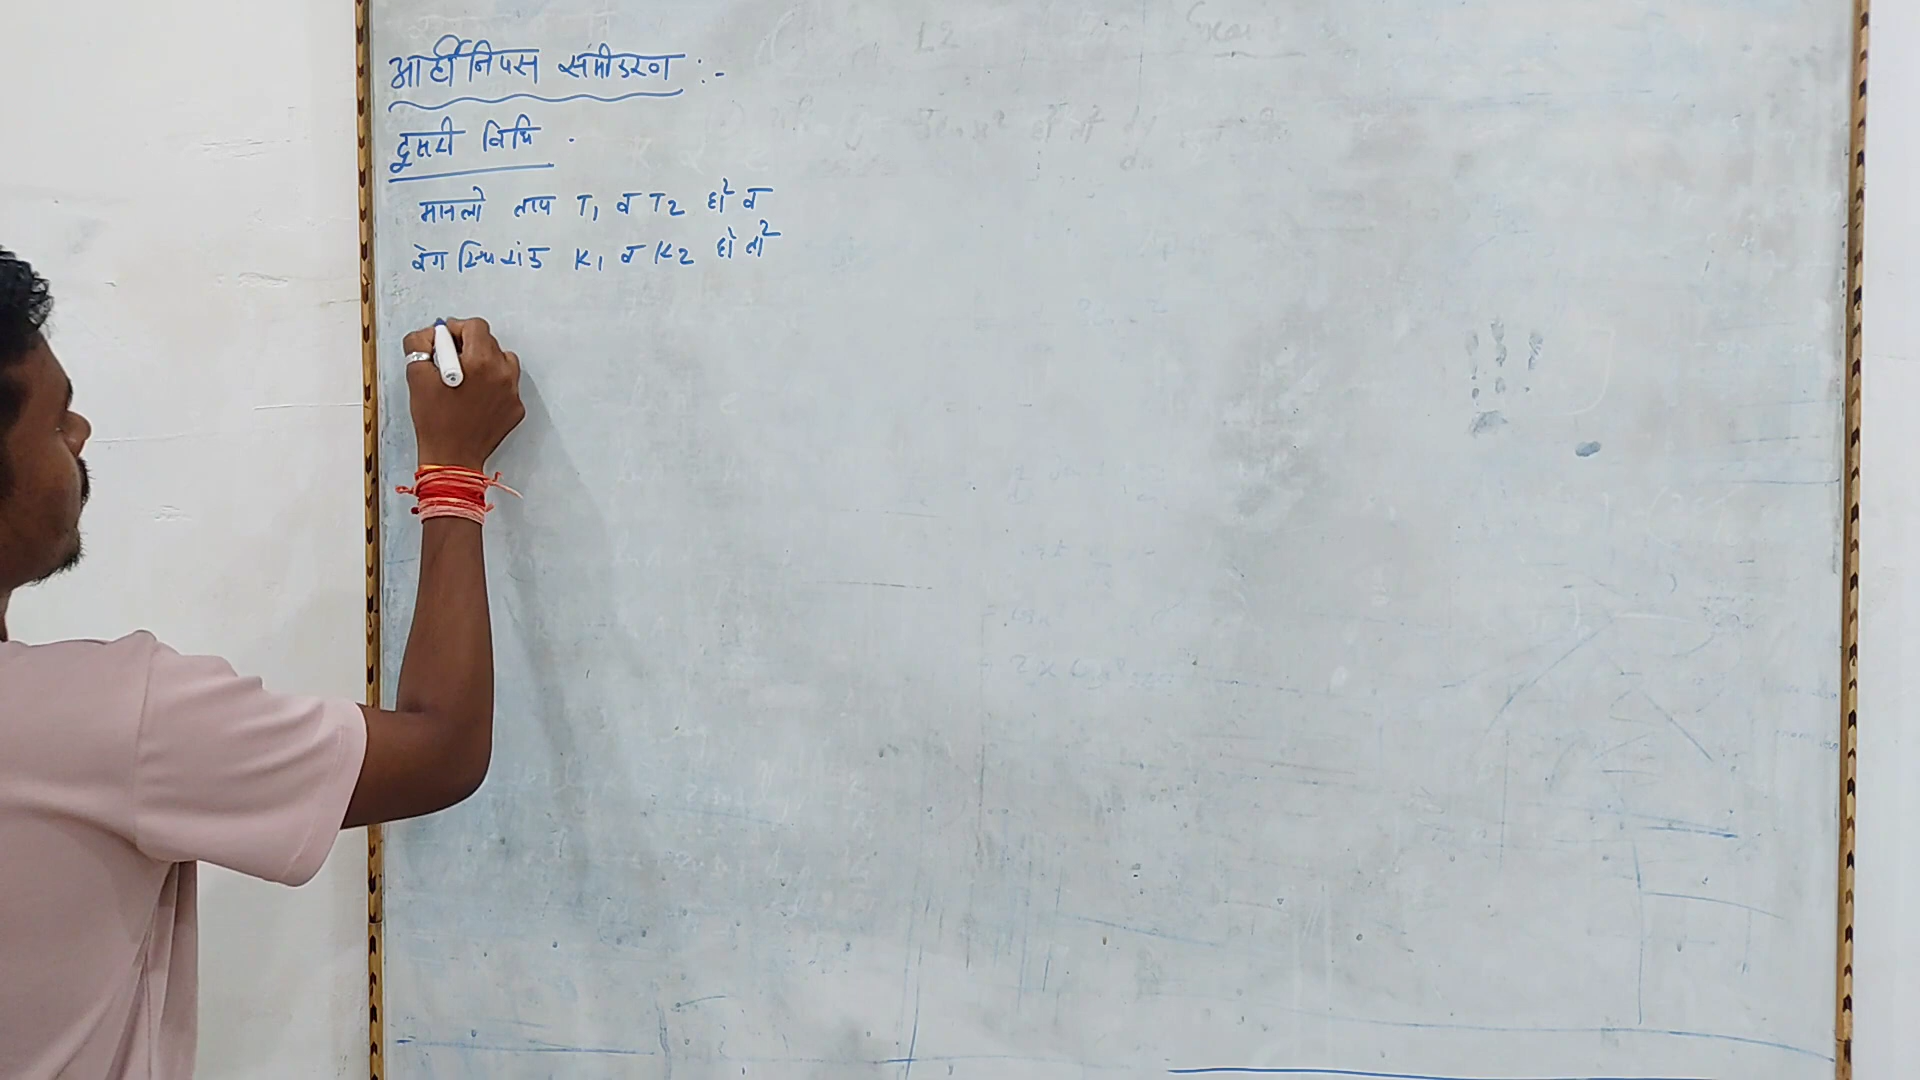 आर्हीनियस समीकरण :-
दूसरी विधि .
मानलो ताप T₁ व T₂ हो व
वेग स्थिरांक K₁ व K₂ हो तो